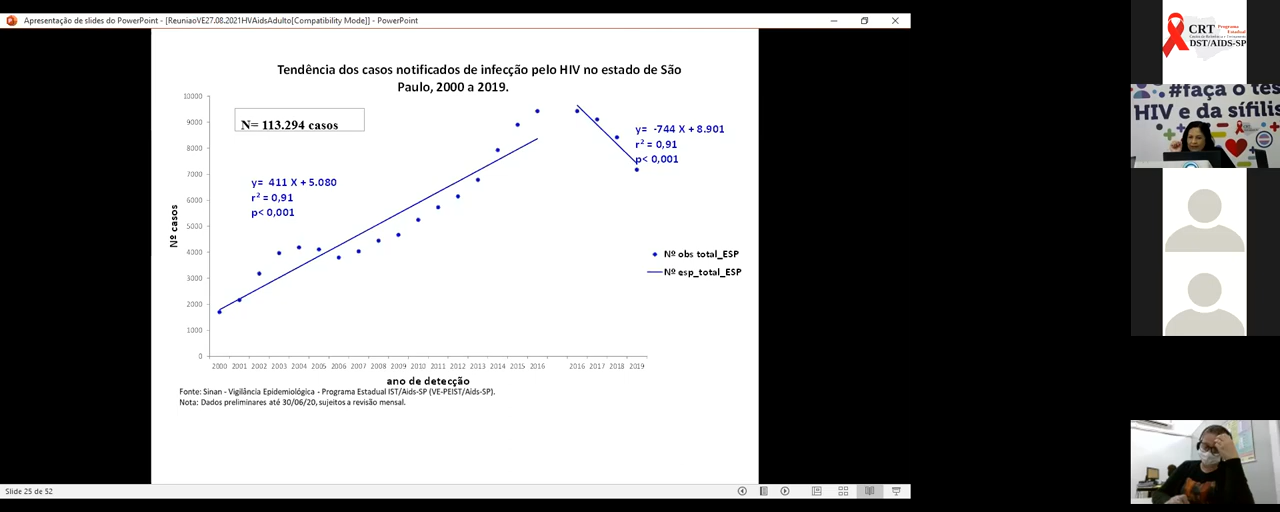 Apresentação de slides do PowerPoint - [ReuniaoVE27.08.2021HVAidsAdulto[Compatibility Mode]] - PowerPoint
Tendência dos casos notificados de infecção pelo HIV no estado de São
Paulo, 2000 a 2019.
N= 113.294 casos
y= 411 X + 5.080
r² = 0,91
p< 0,001
y= -744 X + 8.901
r² = 0,91
p< 0,001
Nº casos
10000
9000
8000
7000
6000
5000
4000
3000
2000
1000
0
Nº obs total_ESP
Nº esp_total_ESP
2000 2001 2002 2003 2004 2005 2006 2007 2008 2009 2010 2011 2012 2013 2014 2015 2016 2016 2017 2018 2019
ano de detecção
Fonte: Sinan - Vigilância Epidemiológica - Programa Estadual IST/Aids-SP (VE-PEIST/Aids-SP).
Nota: Dados preliminares até 30/06/20, sujeitos a revisão mensal.
Slide 25 de 52
CRT
Programa
Estadual
DST/AIDS-SP
#faça o tes
HIV e da sífilis